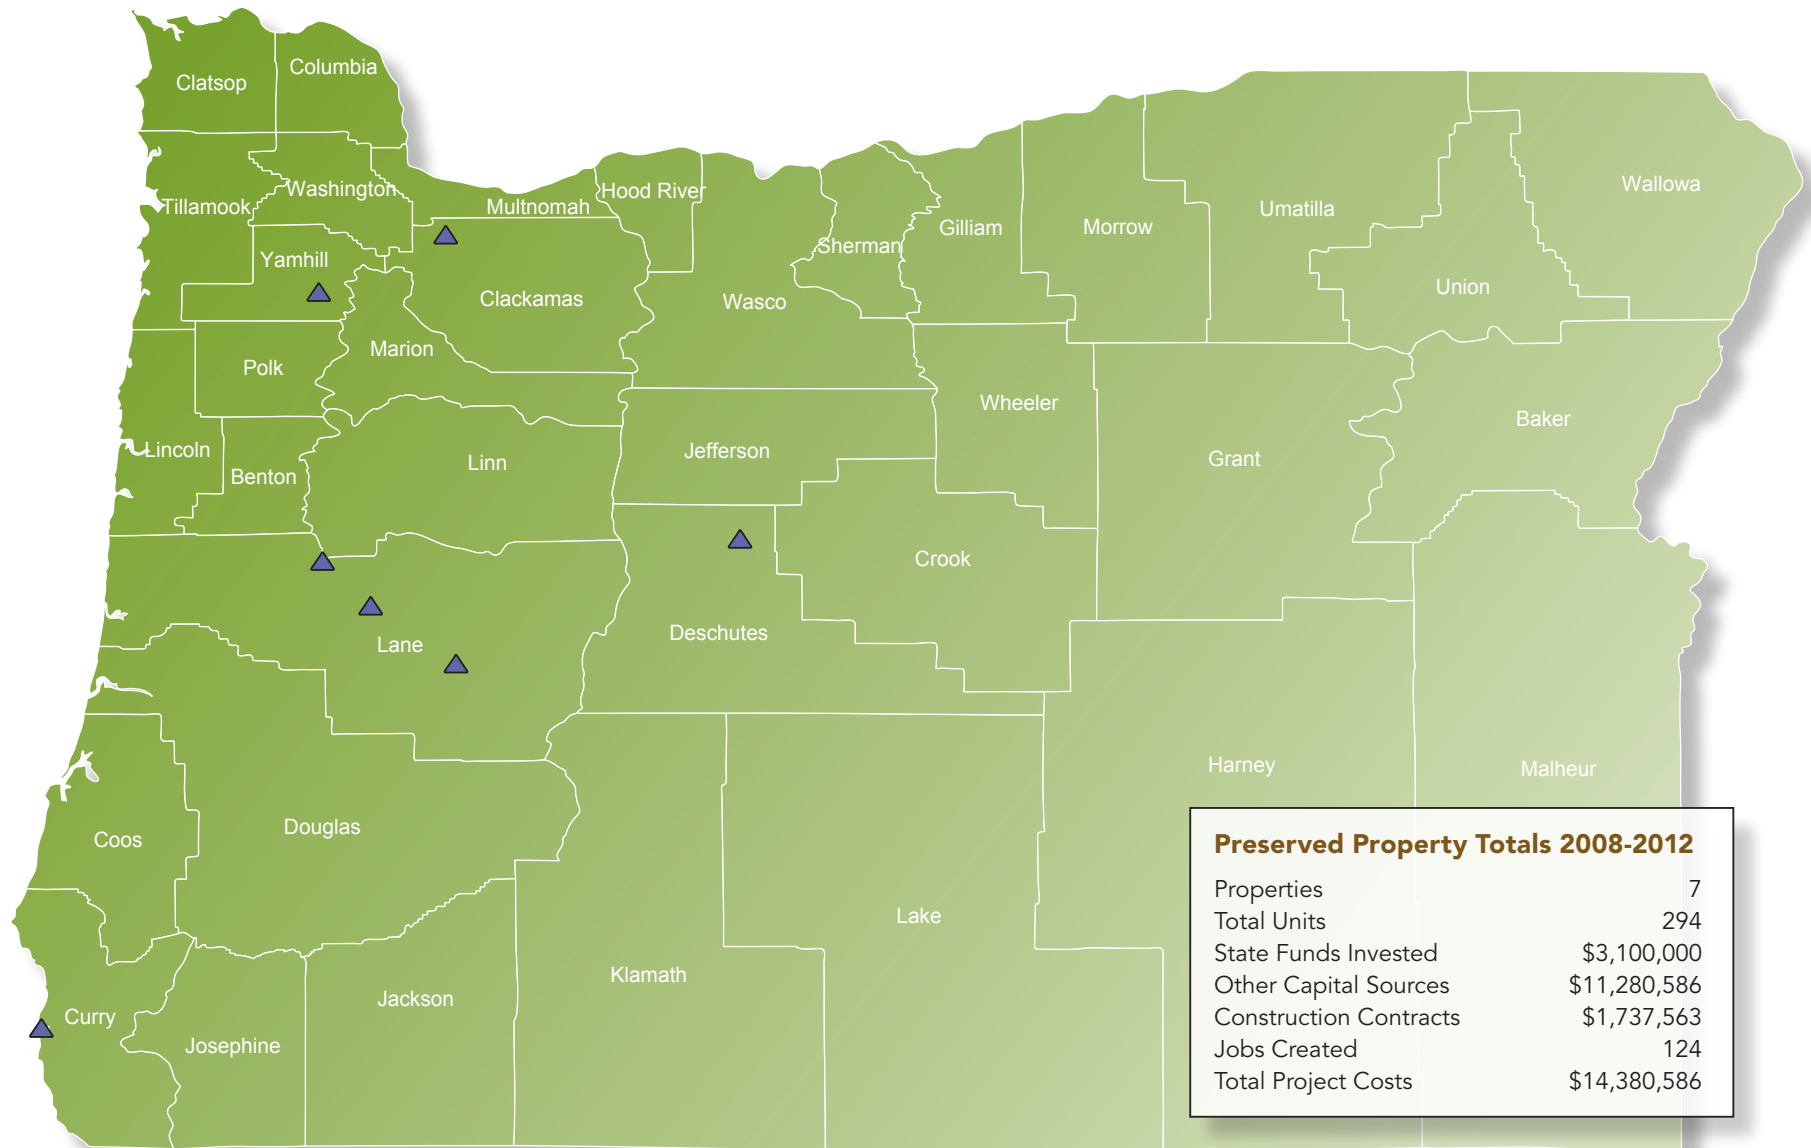 Columbia
Clatsop
Washington
Tillamook
Multnomah
Hood River
Wallowa
Umatilla
Gilliam
Morrow
Sherman
Yamhill
Clackamas
Wasco
Union
Marion
Polk
Wheeler
Baker
Lincoln
Jefferson
Linn
Grant
Benton
Crook
Deschutes
Lane
Harney
Malheur
Douglas
Coos
Lake
Klamath
Jackson
Curry
Josephine
Preserved Property Totals 2008-2012
Properties 7
Total Units 294
State Funds Invested $3,100,000
Other Capital Sources $11,280,586
Construction Contracts $1,737,563
Jobs Created 124
Total Project Costs $14,380,586